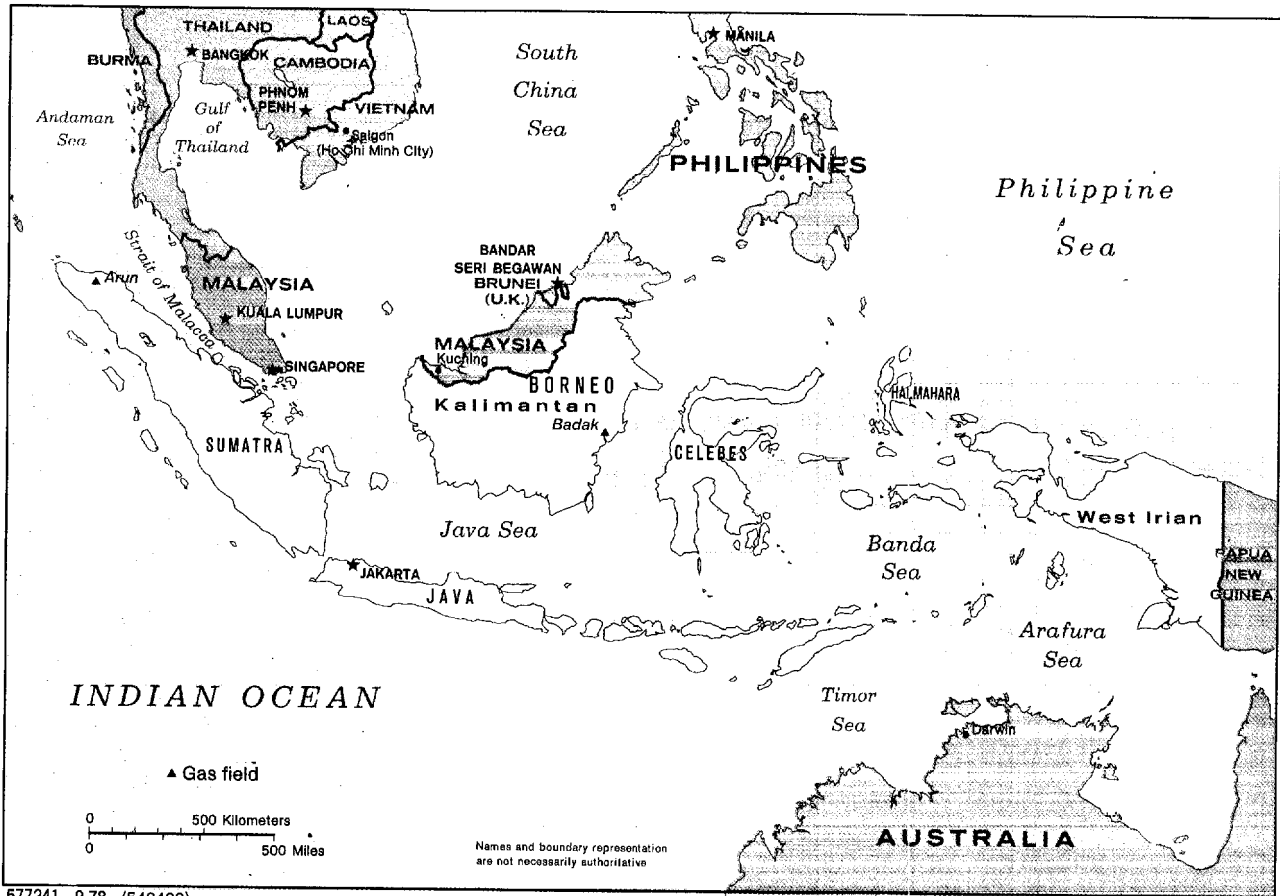 THAILAND
LAOS
BURMA
BANGKOK
CAMBODIA
PHNOM
PENH
VIETNAM
Saigon
(Ho Chi Minh City)
Andaman
Sea
Gulf
of
Thailand
South
China
Sea
MANILA
PHILIPPINES
Philippine
Sea
Strait of Malacca
Arun
MALAYSIA
KUALA LUMPUR
SINGAPORE
BANDAR
SERI BEGAWAN
BRUNEI
(U.K.)
MALAYSIA
Kuching
BORNEO
Kalimantan
Badak
SUMATRA
CELEBES
HALMAHARA
West Irian
PAPUA
NEW
GUINEA
Java Sea
Banda
Sea
JAKARTA
JAVA
Arafura
Sea
Timor
Sea
INDIAN OCEAN
Darwin
AUSTRALIA
Gas field
0 500 Kilometers
0 500 Miles
Names and boundary representation
are not necessarily authoritative
577241 9-78